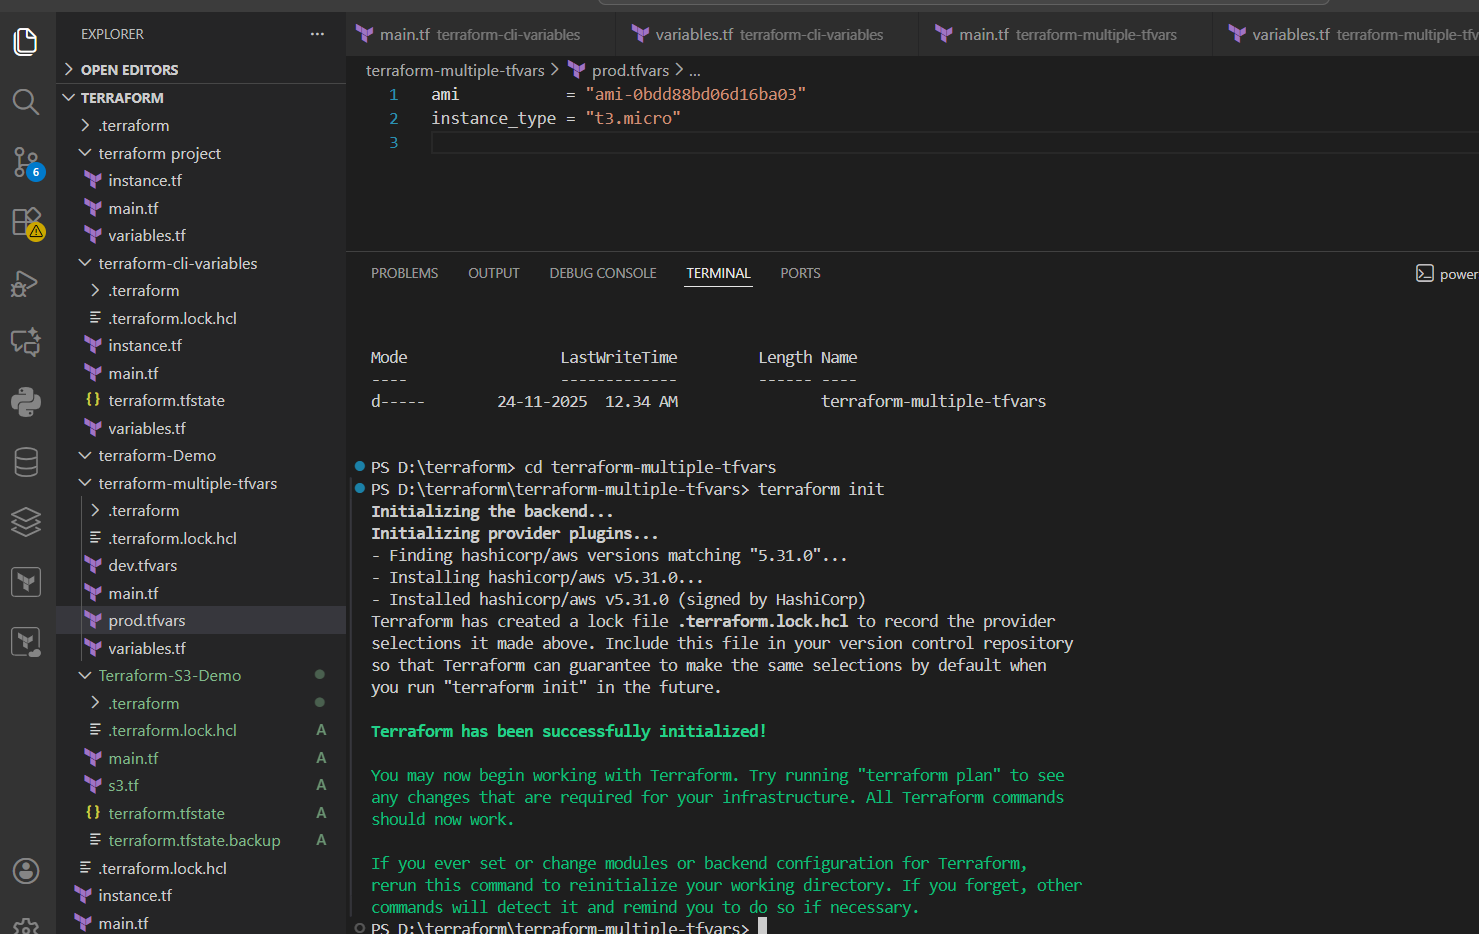 EXPLORER
OPEN EDITORS
TERRAFORM
.terraform
terraform project
instance.tf
main.tf
variables.tf
terraform-cli-variables
.terraform
.terraform.lock.hcl
instance.tf
main.tf
terraform.tfstate
variables.tf
terraform-Demo
terraform-multiple-tfvars
.terraform
.terraform.lock.hcl
dev.tfvars
main.tf
prod.tfvars
variables.tf
Terraform-S3-Demo
.terraform
.terraform.lock.hcl A
main.tf A
s3.tf A
terraform.tfstate A
terraform.tfstate.backup A
.terraform.lock.hcl
instance.tf
main.tf
6
main.tf terraform-cli-variables
variables.tf terraform-cli-variables
main.tf terraform-multiple-tfvars
variables.tf terraform-multiple-tfv
terraform-multiple-tfvars > prod.tfvars > ...
1 ami = "ami-0bdd88bd06d16ba03"
2 instance_type = "t3.micro"
3
PROBLEMS OUTPUT DEBUG CONSOLE TERMINAL PORTS
power
Mode LastWriteTime Length Name
---- ------------- ------ ----
d----- 24-11-2025 12.34 AM terraform-multiple-tfvars
PS D:\terraform> cd terraform-multiple-tfvars
PS D:\terraform\terraform-multiple-tfvars> terraform init
Initializing the backend...
Initializing provider plugins...
- Finding hashicorp/aws versions matching "5.31.0"...
- Installing hashicorp/aws v5.31.0...
- Installed hashicorp/aws v5.31.0 (signed by HashiCorp)
Terraform has created a lock file .terraform.lock.hcl to record the provider
selections it made above. Include this file in your version control repository
so that Terraform can guarantee to make the same selections by default when
you run "terraform init" in the future.
Terraform has been successfully initialized!
You may now begin working with Terraform. Try running "terraform plan" to see
any changes that are required for your infrastructure. All Terraform commands
should now work.
If you ever set or change modules or backend configuration for Terraform,
rerun this command to reinitialize your working directory. If you forget, other
commands will detect it and remind you to do so if necessary.
PS D:\terraform\terraform-multiple-tfvars>